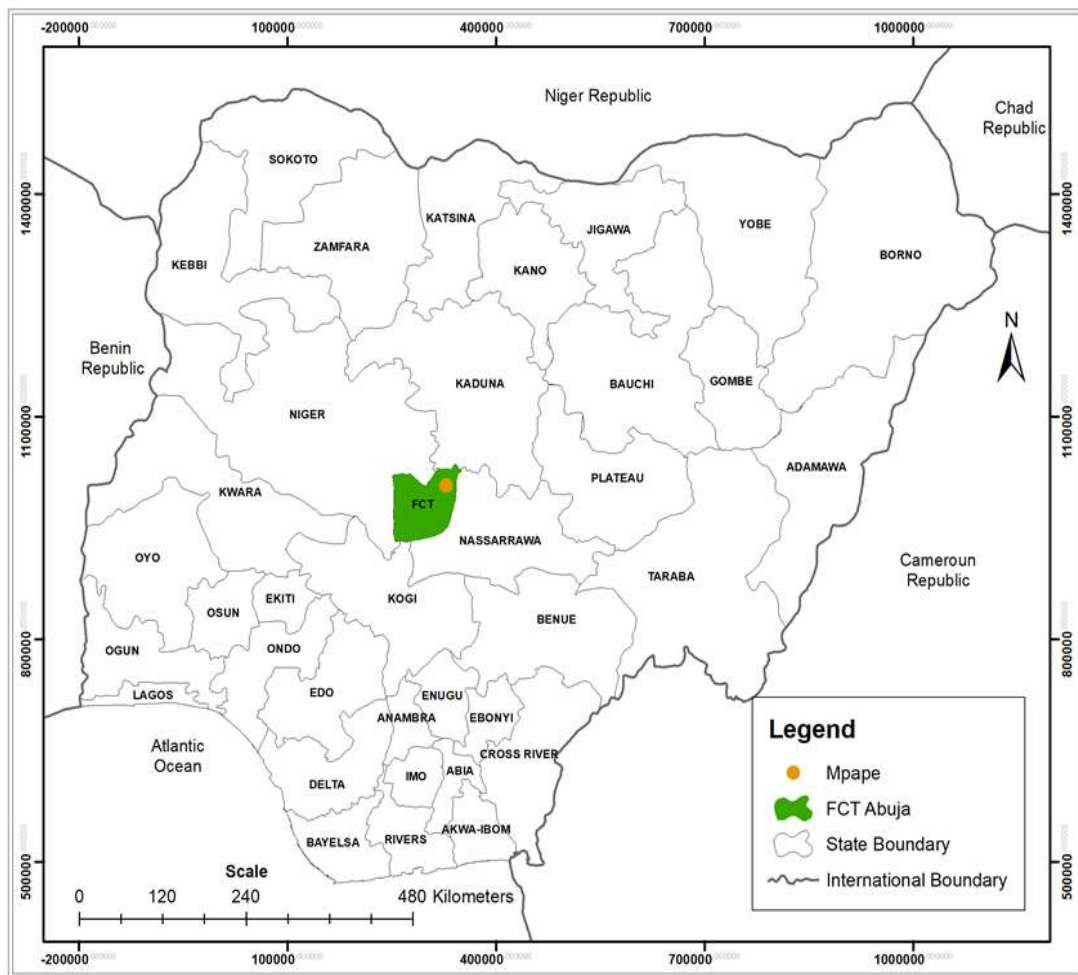 -200000 100000 400000 700000 1000000
Niger Republic
Chad
Republic
SOKOTO
1400000
1400000
KATSINA
JIGAWA
YOBE
ZAMFARA
BORNO
KEBBI
KANO
N
Benin
Republic
KADUNA
BAUCHI
GOMBE
NIGER
1100000
1100000
ADAMAWA
PLATEAU
KWARA
FCT
NASSARRAWA
OYO
Cameroun
Republic
TARABA
EKITI
KOGI
OSUN
BENUE
OGUN
ONDO
800000
800000
LAGOS
EDO
ENUGU
ANAMBRA
EBONYI
Legend
Atlantic
Ocean
CROSS RIVER
Mpape
IMO
ABIA
DELTA
FCT Abuja
AKWA-IBOM
BAYELSA
RIVERS
State Boundary
500000
500000
Scale
International Boundary
0 120 240 480 Kilometers
-200000 100000 400000 700000 1000000